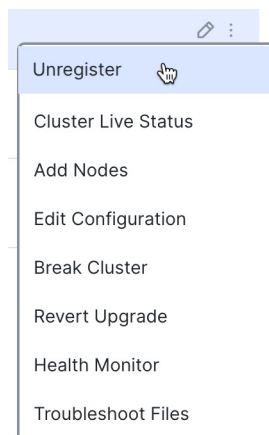 Unregister
Cluster Live Status
Add Nodes
Edit Configuration
Break Cluster
Revert Upgrade
Health Monitor
Troubleshoot Files